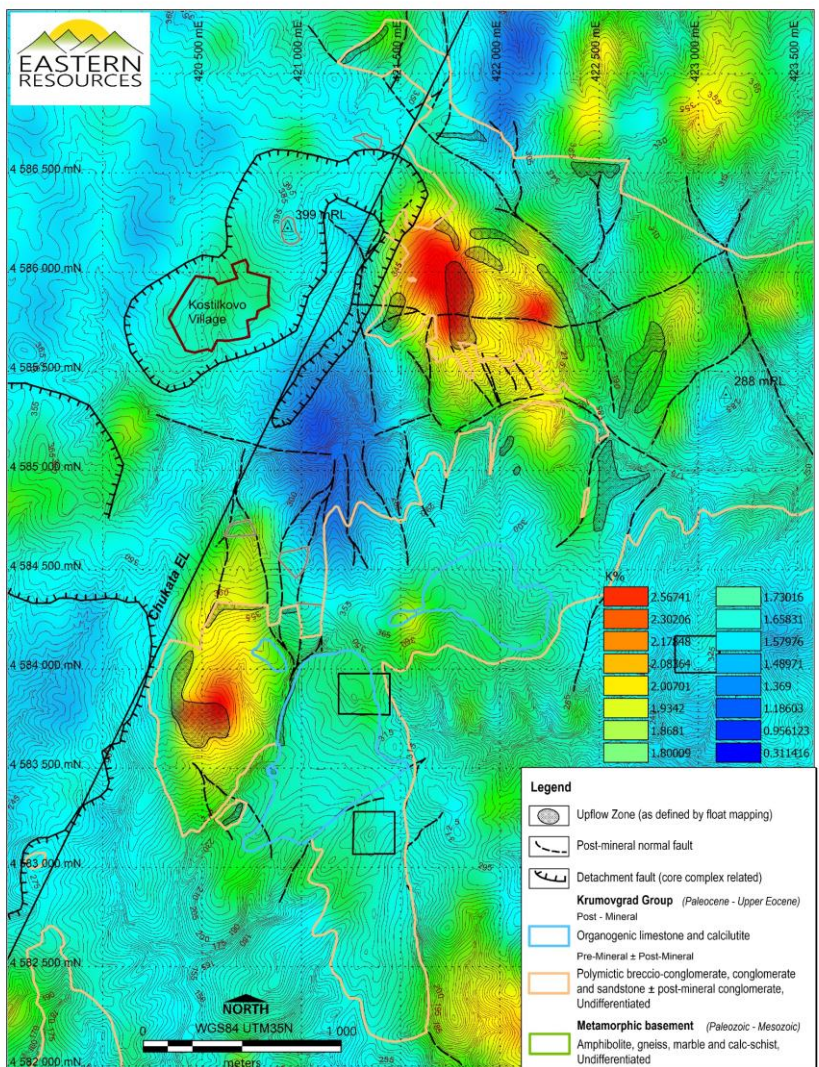 EASTERN
RESOURCES
420 500 mE
421 000 mE
421 500 mE
422 000 mE
422 500 mE
423 000 mE
423 500 mE
4 586 500 mN
399 mRL
4 586 000 mN
Kostilkovo
Village
4 585 500 mN
288 mRL
4 585 000 mN
4 584 500 mN
Chukata EL
4 584 000 mN
4 583 500 mN
4 583 000 mN
4 582 500 mN
4 582 000 mN
K%
2.56741
2.30206
2.17848
2.08364
2.00701
1.9342
1.8681
1.80009
1.73016
1.65831
1.57976
1.48971
1.369
1.18603
0.956123
0.311416
NORTH
WGS84 UTM35N
0
1 000
meters
Legend
Upflow Zone (as defined by float mapping)
Post-mineral normal fault
Detachment fault (core complex related)
Krumovgrad Group (Paleocene - Upper Eocene)
Post - Mineral
Organogenic limestone and calcilutite
Pre-Mineral ± Post-Mineral
Polymictic breccio-conglomerate, conglomerate
and sandstone ± post-mineral conglomerate,
Undifferentiated
Metamorphic basement (Paleozoic - Mesozoic)
Amphibolite, gneiss, marble and calc-schist,
Undifferentiated